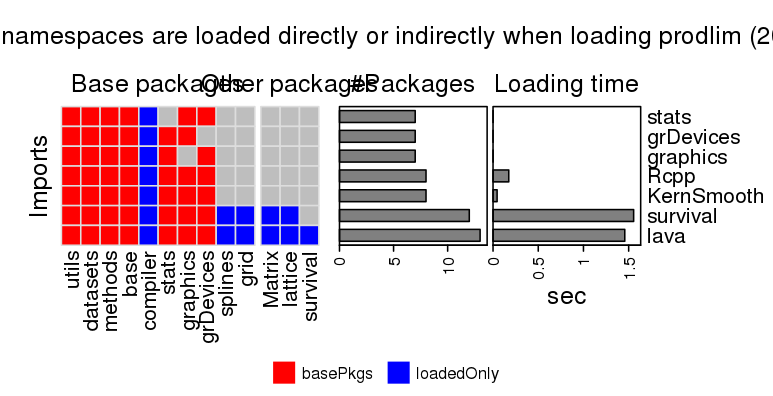 namespaces are loaded directly or indirectly when loading prodlim (20
Base packages
Other packages
#Packages
Loading time
Imports
stats
grDevices
graphics
Rcpp
KernSmooth
survival
lava
utils
datasets
methods
base
compiler
stats
graphics
grDevices
splines
grid
Matrix
lattice
survival
0
5
10
0
0.5
1
1.5
sec
basePkgs
loadedOnly